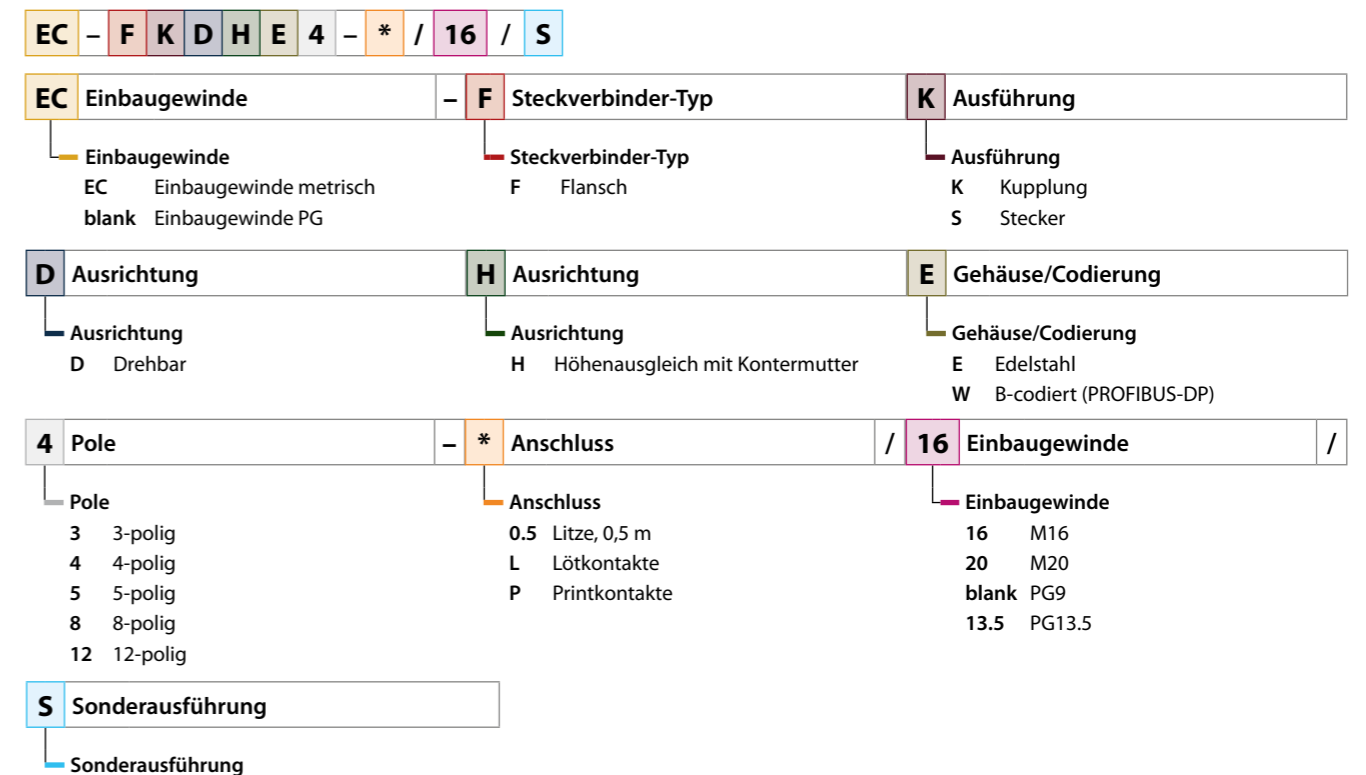 EC – F K D H E 4 – * / 16 / S
EC Einbaugewinde – F Steckverbinder-Typ K Ausführung
Einbaugewinde
EC Einbaugewinde metrisch
blank Einbaugewinde PG
Steckverbinder-Typ
F Flansch
Ausführung
K Kupplung
S Stecker
D Ausrichtung H Ausrichtung E Gehäuse/Codierung
Ausrichtung
D Drehbar
Ausrichtung
H Höhenausgleich mit Kontermutter
Gehäuse/Codierung
E Edelstahl
W B-codiert (PROFIBUS-DP)
4 Pole – * Anschluss / 16 Einbaugewinde /
Pole
3 3-polig
4 4-polig
5 5-polig
8 8-polig
12 12-polig
Anschluss
0.5 Litze, 0,5 m
L Lötkontakte
P Printkontakte
Einbaugewinde
16 M16
20 M20
blank PG9
13.5 PG13.5
S Sonderausführung
Sonderausführung